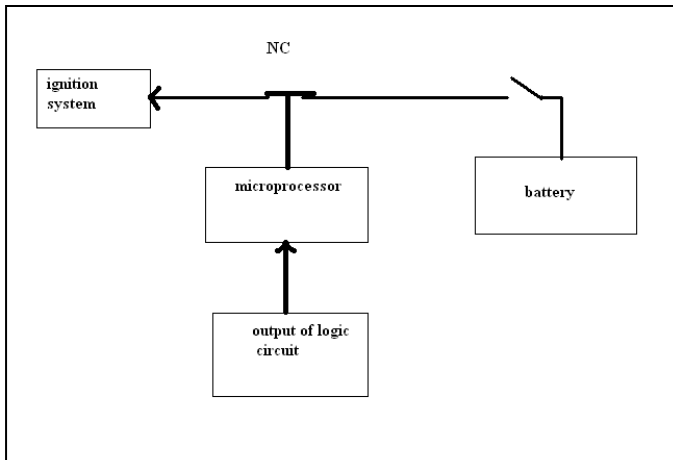 NC
ignition
system
microprocessor
battery
output of logic
circuit